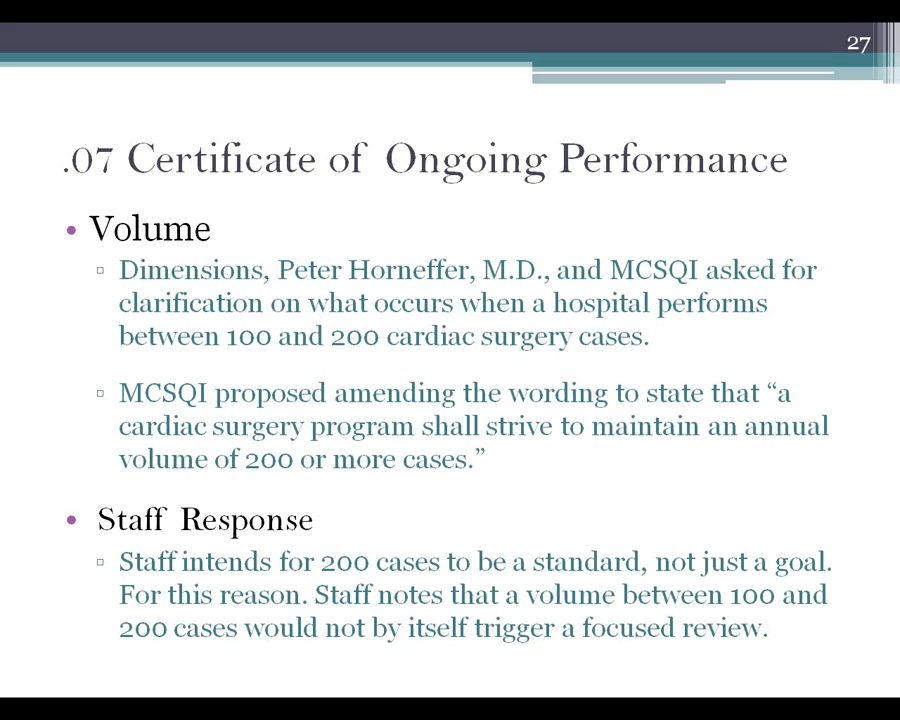 27
.07 Certificate of Ongoing Performance
• Volume
▫ Dimensions, Peter Horneffer, M.D., and MCSQI asked for
clarification on what occurs when a hospital performs
between 100 and 200 cardiac surgery cases.
▫ MCSQI proposed amending the wording to state that “a
cardiac surgery program shall strive to maintain an annual
volume of 200 or more cases.”
• Staff Response
▫ Staff intends for 200 cases to be a standard, not just a goal.
For this reason. Staff notes that a volume between 100 and
200 cases would not by itself trigger a focused review.